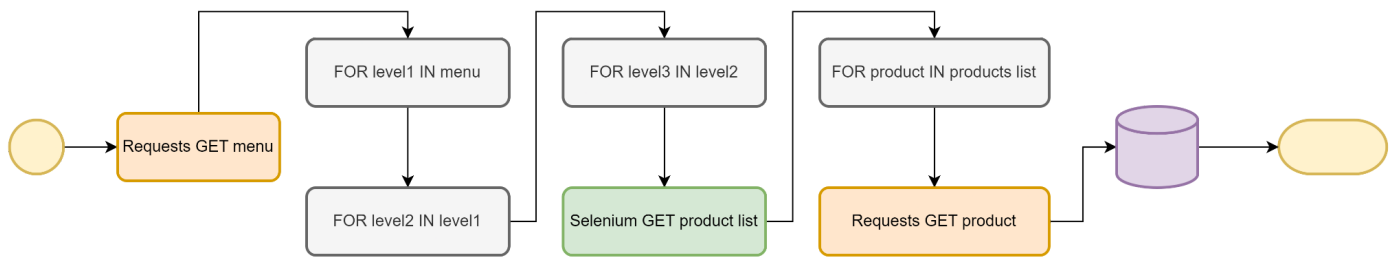 Requests GET menu
FOR level1 IN menu
FOR level2 IN level1
FOR level3 IN level2
Selenium GET product list
FOR product IN products list
Requests GET product